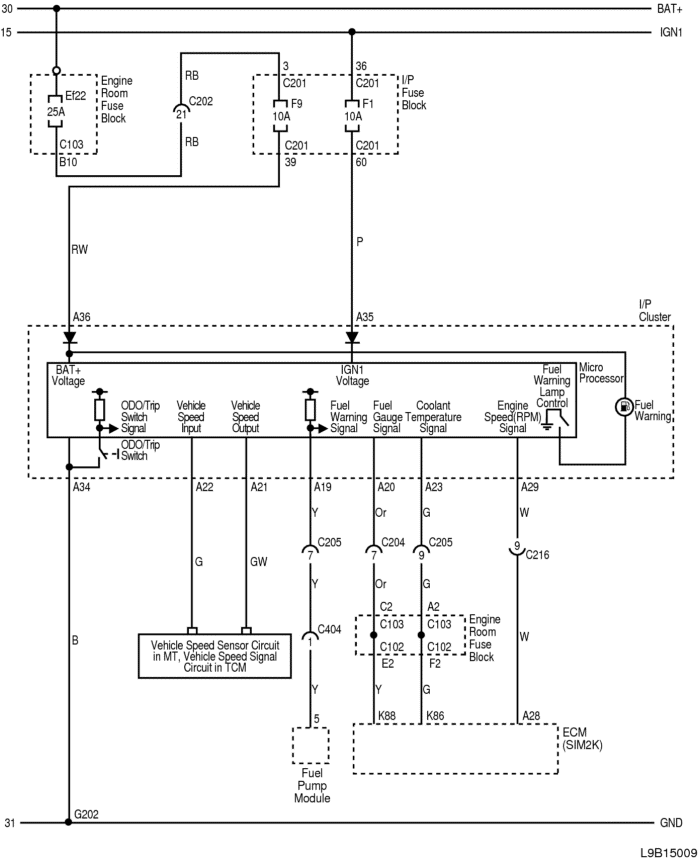 30
BAT+
15
IGN1
Engine
Room
Fuse
Block
Ef22
25A
C103
B10
RB
C202
21
RB
3
36
C201
C201
I/P
Fuse
Block
F9
10A
F1
10A
C201
C201
39
60
RW
P
I/P
Cluster
A36
A35
BAT+
Voltage
IGN1
Voltage
Fuel
Warning
Lamp
Control
Micro
Processor
ODO/Trip
Switch
Signal
Vehicle
Speed
Input
Vehicle
Speed
Output
Fuel
Warning
Signal
Fuel
Gauge
Signal
Coolant
Temperature
Signal
Engine
Speed(RPM)
Signal
Fuel
Warning
ODO/Trip
Switch
A34
A22
A21
A19
A20
A23
A29
Y
Or
G
W
C205
7
C204
7
C205
9
9
C216
G
GW
Y
Or
G
C2
A2
C103
C103
Engine
Room
Fuse
Block
C404
1
C102
C102
E2
F2
B
W
Vehicle Speed Sensor Circuit
in MT, Vehicle Speed Signal
Circuit in TCM
Y
Y
G
5
K88
K86
A28
ECM
(SIM2K)
Fuel
Pump
Module
G202
31
GND
L9B15009